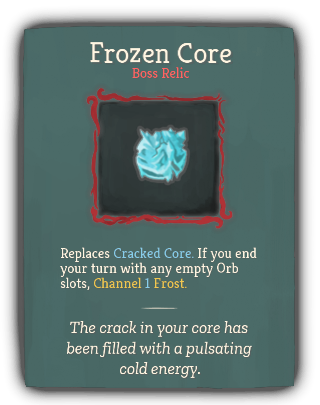 Frozen Core
Boss Relic
Replaces Cracked Core. If you end
your turn with any empty Orb
slots, Channel 1 Frost.
The crack in your core has
been filled with a pulsating
cold energy.